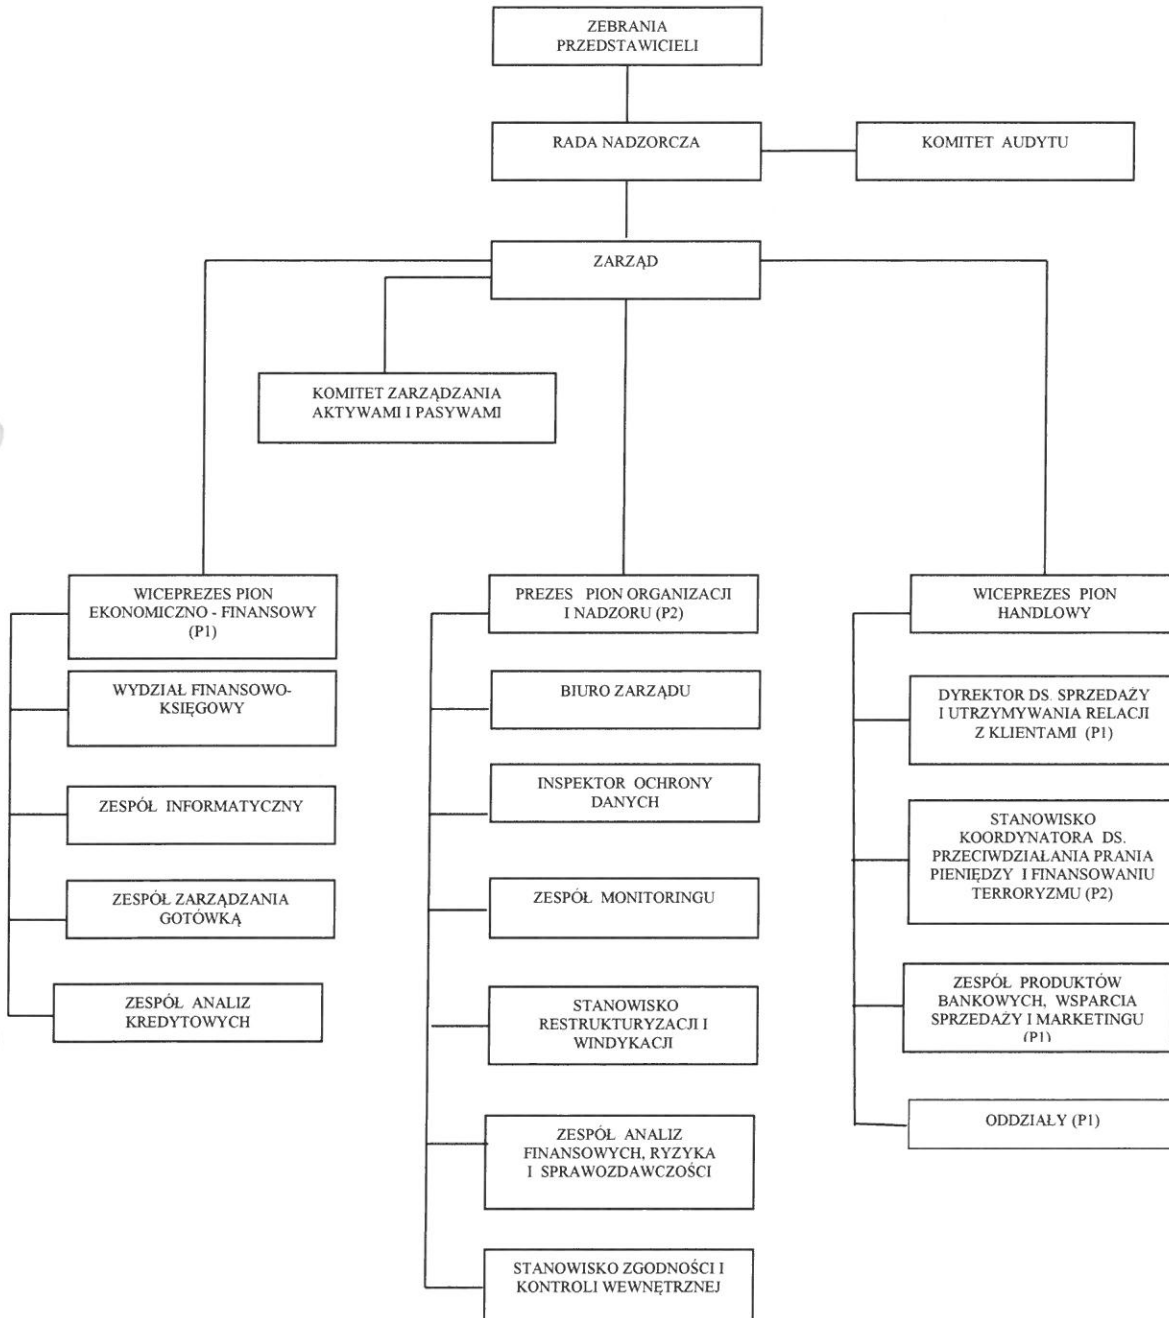 ZEBRANIA
PRZEDSTAWICIELI
RADA NADZORCZA
KOMITET AUDYTU
ZARZĄD
KOMITET ZARZĄDZANIA
AKTYWAMI I PASYWAMI
WICEPREZES PION
EKONOMICZNO - FINANSOWY
(P1)
WYDZIAŁ FINANSOWO-
KSIĘGOWY
ZESPÓŁ INFORMATYCZNY
ZESPÓŁ ZARZĄDZANIA
GOTÓWKĄ
ZESPÓŁ ANALIZ
KREDYTOWYCH
PREZES PION ORGANIZACJI
I NADZORU (P2)
BIURO ZARZĄDU
INSPEKTOR OCHRONY
DANYCH
ZESPÓŁ MONITORINGU
STANOWISKO
RESTRUKTURYZACJI I
WINDYKACJI
ZESPÓŁ ANALIZ
FINANSOWYCH, RYZYKA
I SPRAWOZDAWCZOŚCI
STANOWISKO ZGODNOŚCI I
KONTROLI WEWNĘTRZNEJ
WICEPREZES PION
HANDLOWY
DYREKTOR DS. SPRZEDAŻY
I UTRZYMYWANIA RELACJI
Z KLIENTAMI (P1)
STANOWISKO
KOORDYNATORA DS.
PRZECIWDZIAŁANIA PRANIA
PIENIĘDZY I FINANSOWANIU
TERRORYZMU (P2)
ZESPÓŁ PRODUKTÓW
BANKOWYCH, WSPARCIA
SPRZEDAŻY I MARKETINGU
(P1)
ODDZIAŁY (P1)